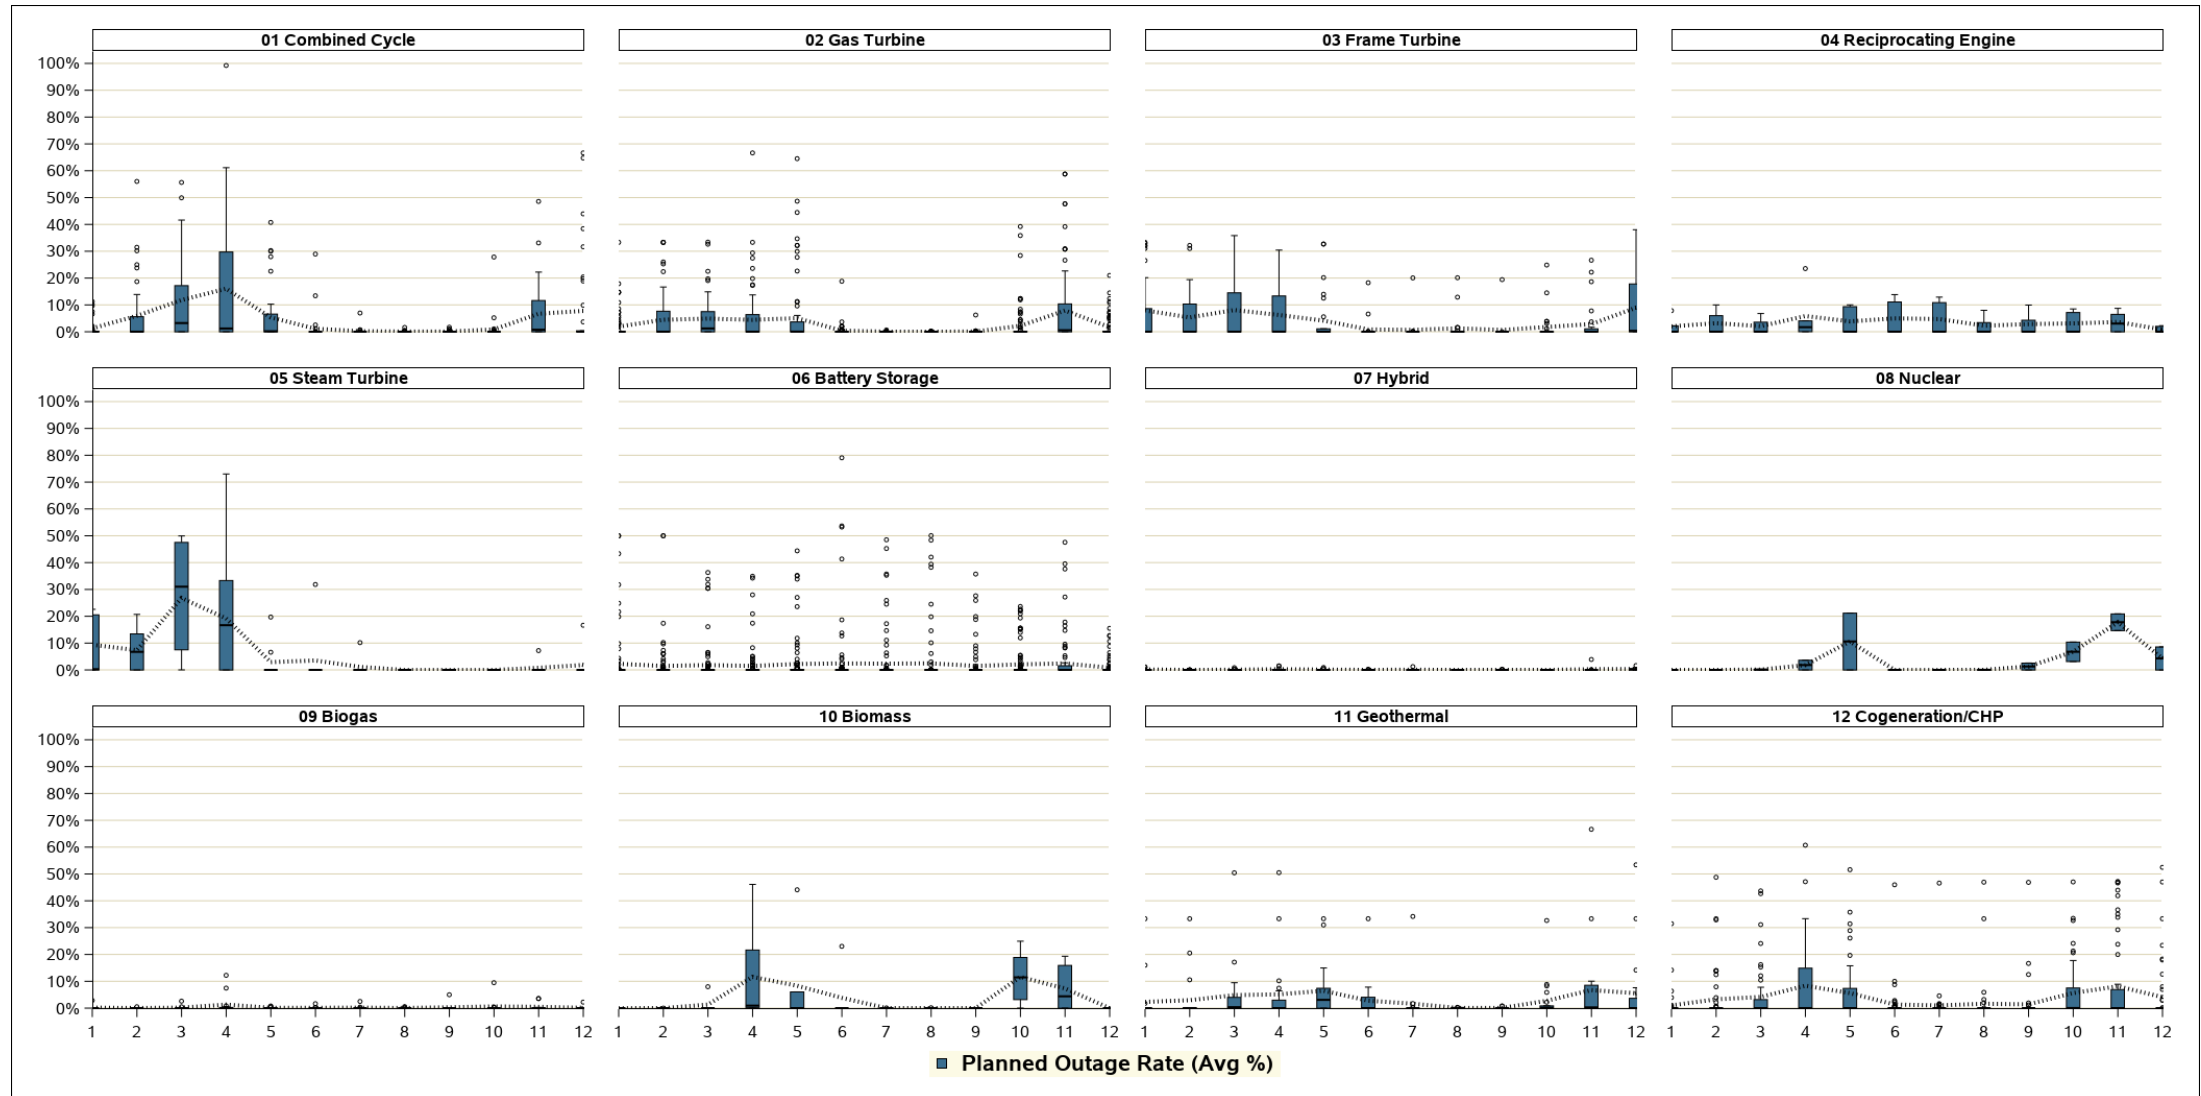 01 Combined Cycle
02 Gas Turbine
03 Frame Turbine
04 Reciprocating Engine
100%
90%
80%
70%
60%
50%
40%
30%
20%
10%
0%
05 Steam Turbine
06 Battery Storage
07 Hybrid
08 Nuclear
100%
90%
80%
70%
60%
50%
40%
30%
20%
10%
0%
09 Biogas
10 Biomass
11 Geothermal
12 Cogeneration/CHP
100%
90%
80%
70%
60%
50%
40%
30%
20%
10%
0%
1 2 3 4 5 6 7 8 9 10 11 12
1 2 3 4 5 6 7 8 9 10 11 12
1 2 3 4 5 6 7 8 9 10 11 12
1 2 3 4 5 6 7 8 9 10 11 12
Planned Outage Rate (Avg %)